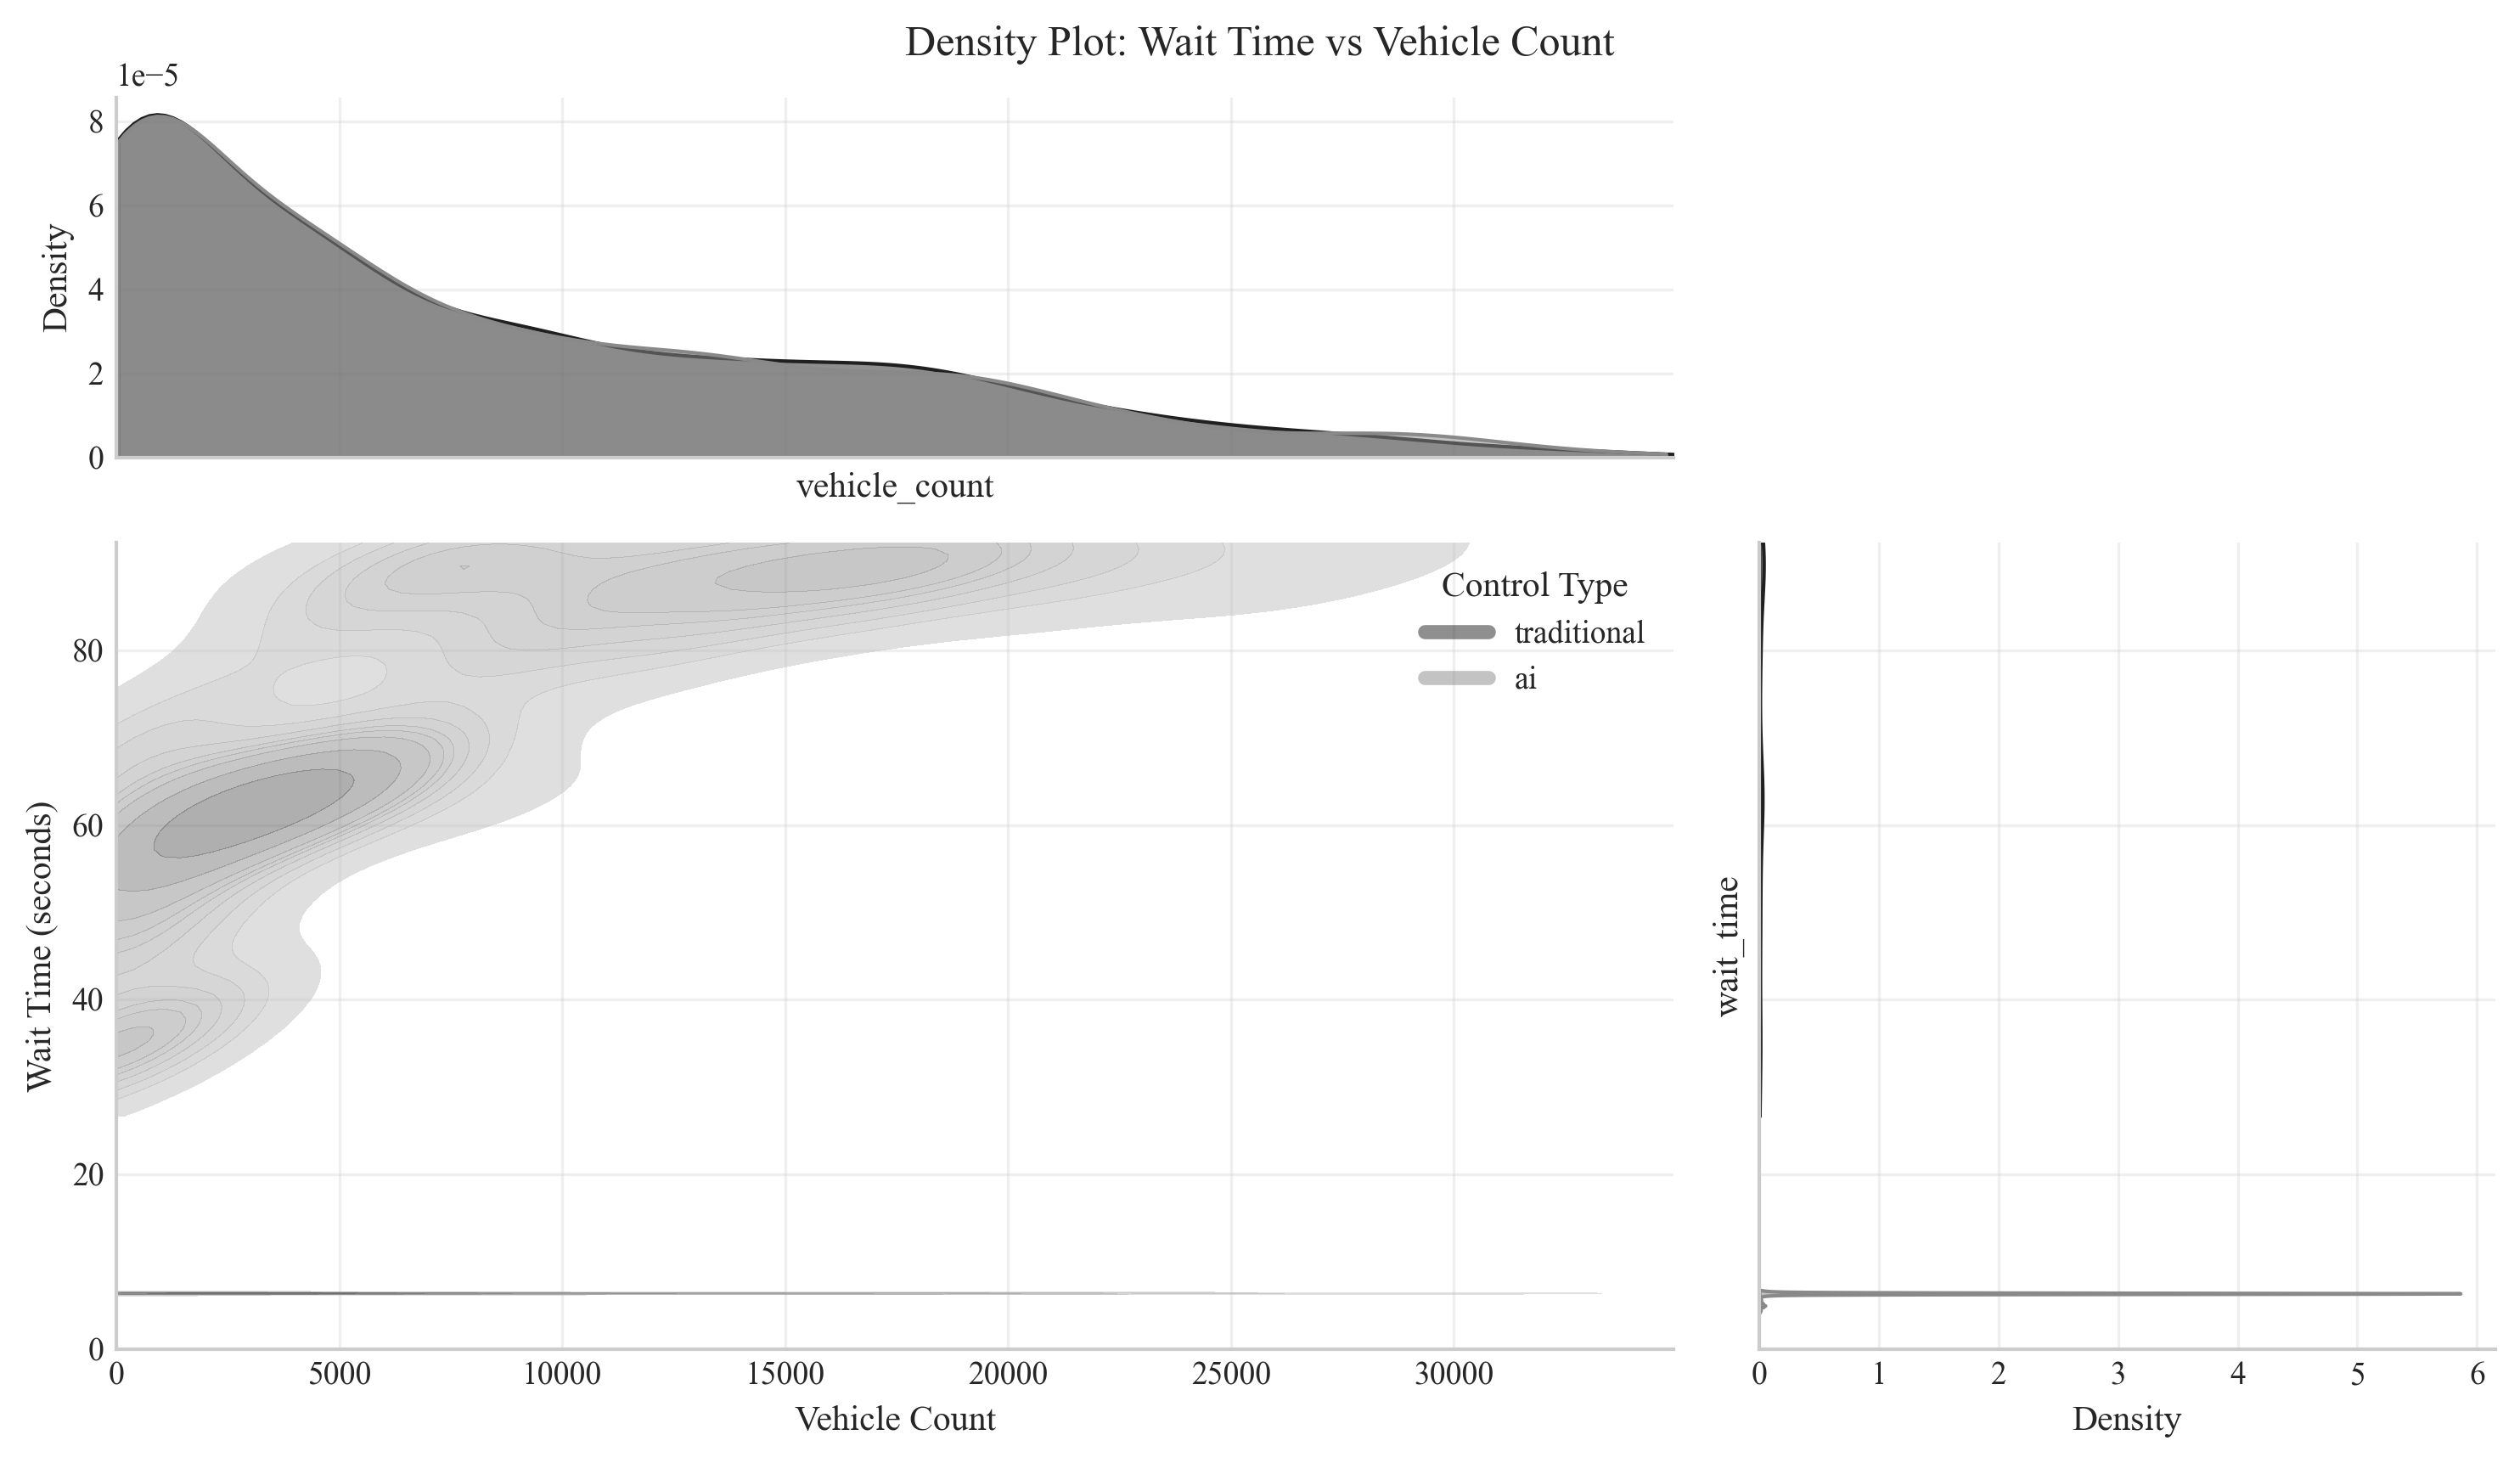 Density Plot: Wait Time vs Vehicle Count
1e−5
8
6
4
2
0
Density
vehicle_count
Control Type
traditional
ai
80
60
40
20
0
Wait Time (seconds)
0 5000 10000 15000 20000 25000 30000
Vehicle Count
wait_time
0 1 2 3 4 5 6
Density